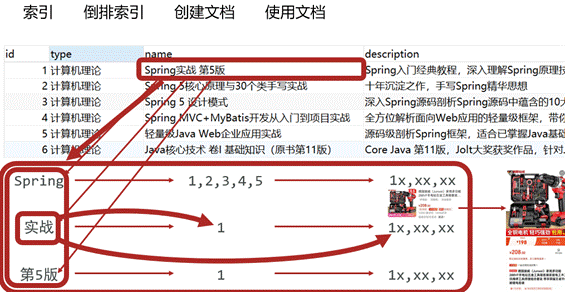 索引 倒排索引 创建文档 使用文档
id type name description
1 计算机理论 Spring实战 第5版 Spring入门经典教程，深入理解Spring原理技
2 计算机理论 Spring 5核心原理与30个类手写实战 十年沉淀之作，手写Spring精华思想
3 计算机理论 Spring 5 设计模式 深入Spring源码剖析Spring源码中蕴含的10大
4 计算机理论 Spring MVC+MyBatis开发从入门到项目实战 全方位解析面向Web应用的轻量级框架，带你
5 计算机理论 轻量级Java Web企业应用实战 源码级剖析Spring框架，适合已掌握Java基础
6 计算机理论 Java核心技术 卷I 基础知识（原书第11版） Core Java 第11版，Jolt大奖获奖作品，针对.
Spring 1,2,3,4,5 1x,xx,xx
实战 1 1x,xx,xx
第5版 1 1x,xx,xx